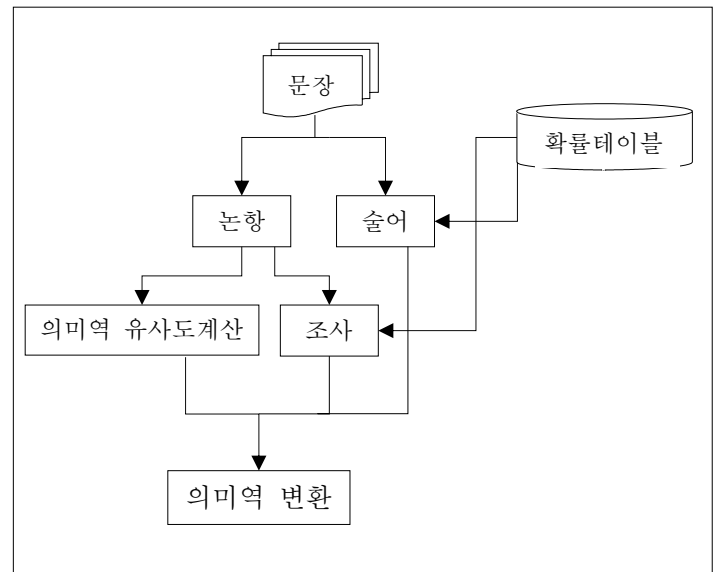 문장
확률테이블
논항
술어
의미역 유사도계산
조사
의미역 변환